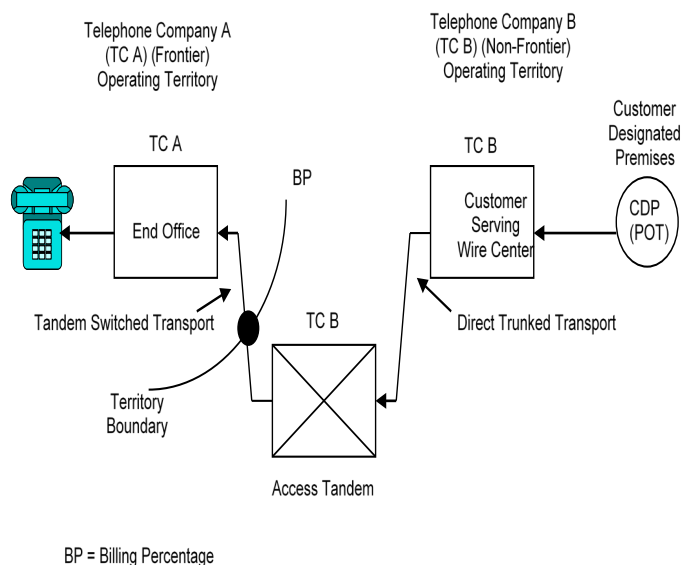 Telephone Company A
(TC A) (Frontier)
Operating Territory
Telephone Company B
(TC B) (Non-Frontier)
Operating Territory
Customer
Designated
Premises
TC A
TC B
BP
End Office
Customer
Serving
Wire Center
CDP
(POT)
Tandem Switched Transport
TC B
Direct Trunked Transport
Territory
Boundary
Access Tandem
BP = Billing Percentage